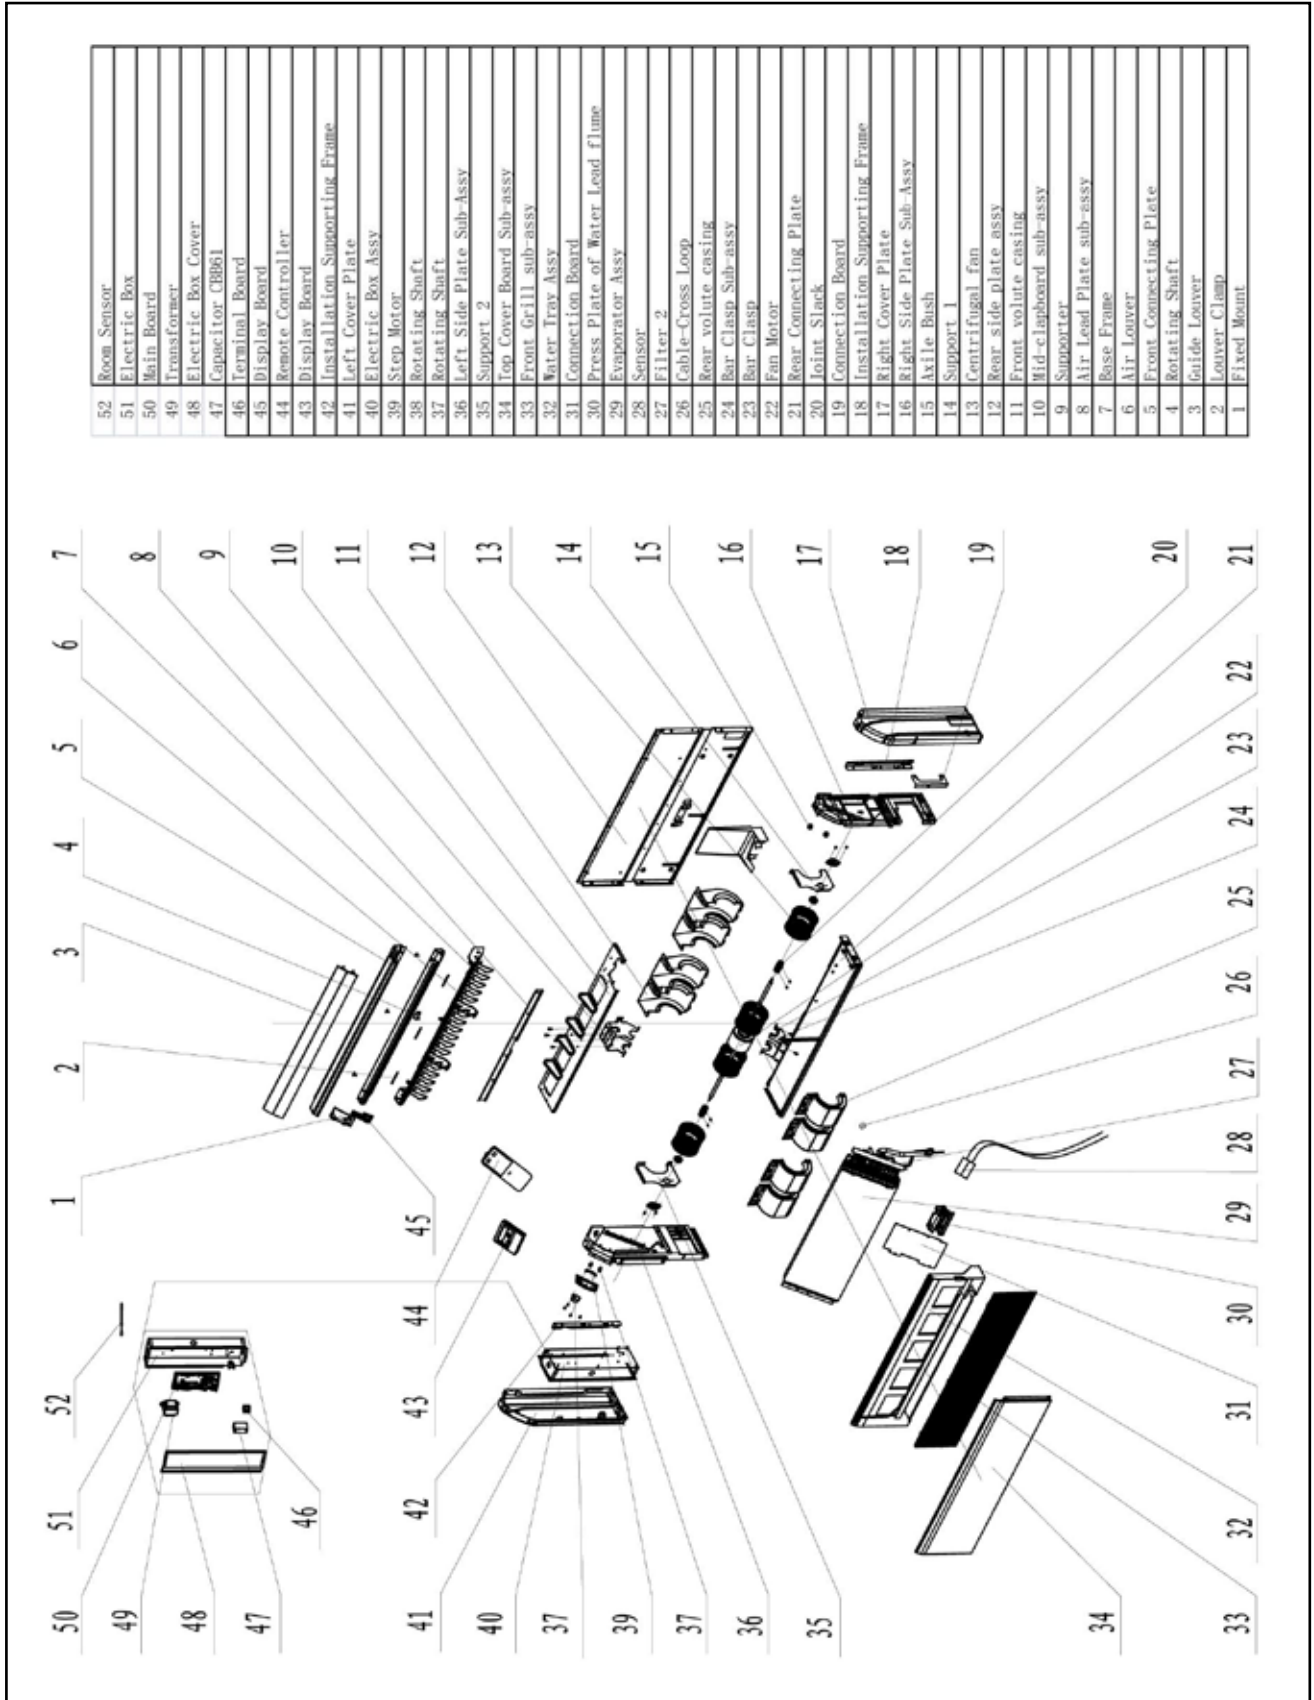 52 Room Sensor
51 Electric Box
50 Main Board
49 Transformer
48 Electric Box Cover
47 Capacitor CBB61
46 Terminal Board
45 Display Board
44 Remote Controller
43 Display Board
42 Installation Supporting Frame
41 Left Cover Plate
40 Electric Box Assy
39 Step Motor
38 Rotating Shaft
37 Rotating Shaft
36 Left Side Plate Sub-Assy
35 Support 2
34 Top Cover Board Sub-assy
33 Front Grill sub-assy
32 Water Tray Assy
31 Connection Board
30 Press Plate of Water Lead flume
29 Evaporator Assy
28 Sensor
27 Filter 2
26 Cable-Cross Loop
25 Rear volute casing
24 Bar Clasp Sub-assy
23 Bar Clasp
22 Fan Motor
21 Rear Connecting Plate
20 Joint Slack
19 Connection Board
18 Installation Supporting Frame
17 Right Cover Plate
16 Right Side Plate Sub-Assy
15 Axile Bush
14 Support 1
13 Centrifugal fan
12 Rear side plate assy
11 Front volute casing
10 Mid-clapboard sub-assy
9 Supporter
8 Air Lead Plate sub-assy
7 Base Frame
6 Air Louver
5 Front Connecting Plate
4 Rotating Shaft
3 Guide Louver
2 Louver Clamp
1 Fixed Mount
1
2
3
4
5
6
7
8
9
10
11
12
13
14
15
16
17
18
19
20
21
22
23
24
25
26
27
28
29
30
31
32
33
34
35
36
37
39
37
40
41
42
43
44
45
46
47
48
49
50
51
52